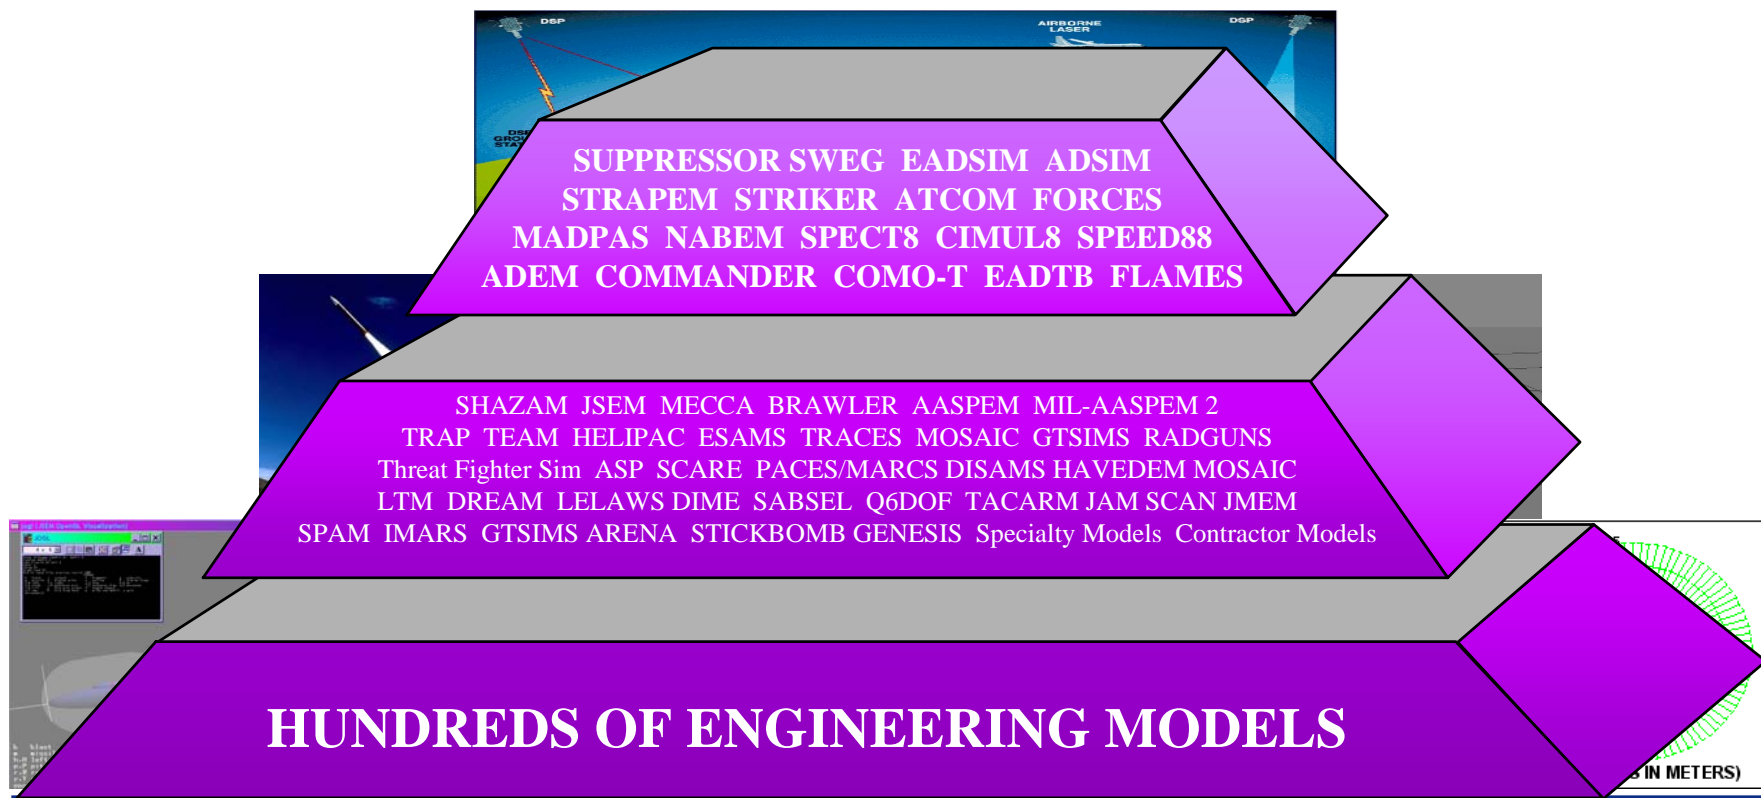 DSP
AIRBORNE
LASER
DSP
SUPPRESSOR SWEG EADSIM ADSIM
STRAPEM STRIKER ATCOM FORCES
MADPAS NABEM SPECT8 CIMUL8 SPEED88
ADEM COMMANDER COMO-T EADTB FLAMES
SHAZAM JSEM MECCA BRAWLER AASPEM MIL-AASPEM 2
TRAP TEAM HELIPAC ESAMS TRACES MOSAIC GTSIMS RADGUNS
Threat Fighter Sim ASP SCARE PACES/MARCS DISAMS HAVEDEM MOSAIC
LTM DREAM LELAWS DIME SABSEL Q6DOF TACARM JAM SCAN JMEM
SPAM IMARS GTSIMS ARENA STICKBOMB GENESIS Specialty Models Contractor Models
HUNDREDS OF ENGINEERING MODELS
IN METERS)